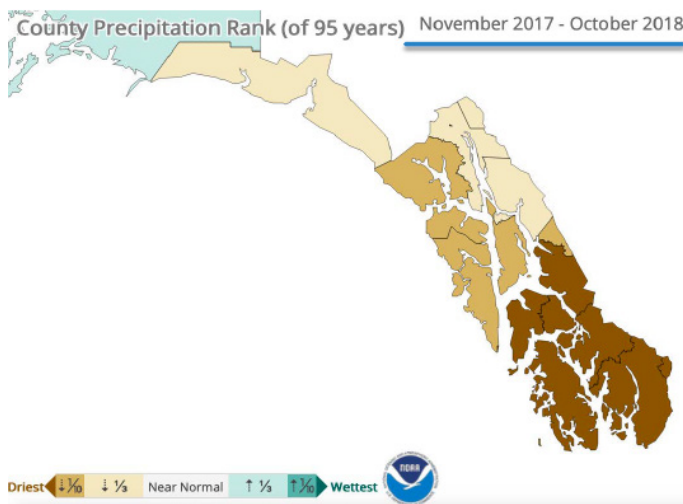 County Precipitation Rank (of 95 years) November 2017 - October 2018
Driest ↓ ⅒ ↓ ⅓ Near Normal ↑ ⅓ ↑ ⅒ Wettest
NOAA